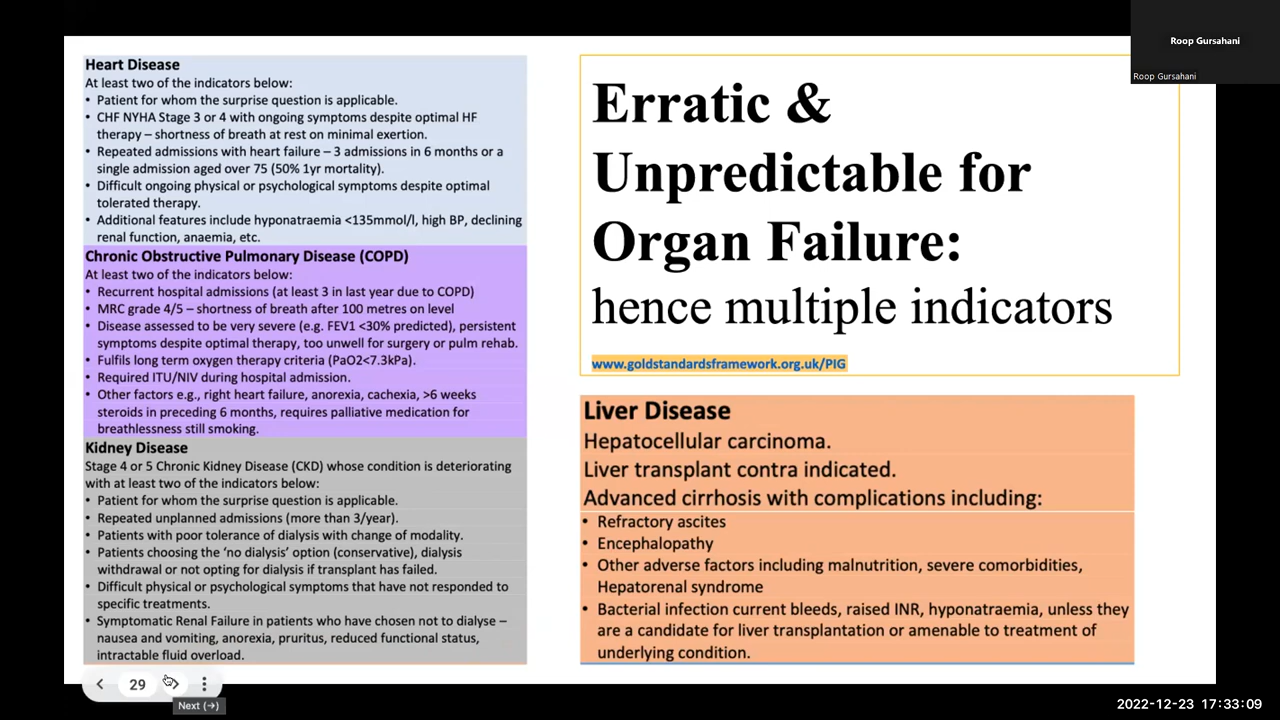 Heart Disease
At least two of the indicators below:
• Patient for whom the surprise question is applicable.
• CHF NYHA Stage 3 or 4 with ongoing symptoms despite optimal HF
therapy – shortness of breath at rest on minimal exertion.
• Repeated admissions with heart failure – 3 admissions in 6 months or a
single admission aged over 75 (50% 1yr mortality).
• Difficult ongoing physical or psychological symptoms despite optimal
tolerated therapy.
• Additional features include hyponatraemia <135mmol/l, high BP, declining
renal function, anaemia, etc.
Chronic Obstructive Pulmonary Disease (COPD)
At least two of the indicators below:
• Recurrent hospital admissions (at least 3 in last year due to COPD)
• MRC grade 4/5 – shortness of breath after 100 metres on level
• Disease assessed to be very severe (e.g. FEV1 <30% predicted), persistent
symptoms despite optimal therapy, too unwell for surgery or pulm rehab.
• Fulfils long term oxygen therapy criteria (PaO2<7.3kPa).
• Required ITU/NIV during hospital admission.
• Other factors e.g., right heart failure, anorexia, cachexia, >6 weeks
steroids in preceding 6 months, requires palliative medication for
breathlessness still smoking.
Kidney Disease
Stage 4 or 5 Chronic Kidney Disease (CKD) whose condition is deteriorating
with at least two of the indicators below:
• Patient for whom the surprise question is applicable.
• Repeated unplanned admissions (more than 3/year).
• Patients with poor tolerance of dialysis with change of modality.
• Patients choosing the ‘no dialysis’ option (conservative), dialysis
withdrawal or not opting for dialysis if transplant has failed.
• Difficult physical or psychological symptoms that have not responded to
specific treatments.
• Symptomatic Renal Failure in patients who have chosen not to dialyse –
nausea and vomiting, anorexia, pruritus, reduced functional status,
intractable fluid overload.
Erratic &
Unpredictable for
Organ Failure:
hence multiple indicators
www.goldstandardsframework.org.uk/PIG
Liver Disease
Hepatocellular carcinoma.
Liver transplant contra indicated.
Advanced cirrhosis with complications including:
• Refractory ascites
• Encephalopathy
• Other adverse factors including malnutrition, severe comorbidities,
Hepatorenal syndrome
• Bacterial infection current bleeds, raised INR, hyponatraemia, unless they
are a candidate for liver transplantation or amenable to treatment of
underlying condition.
Roop Gursahani
Roop Gursahani
29
Next (→)
2022-12-23 17:33:09